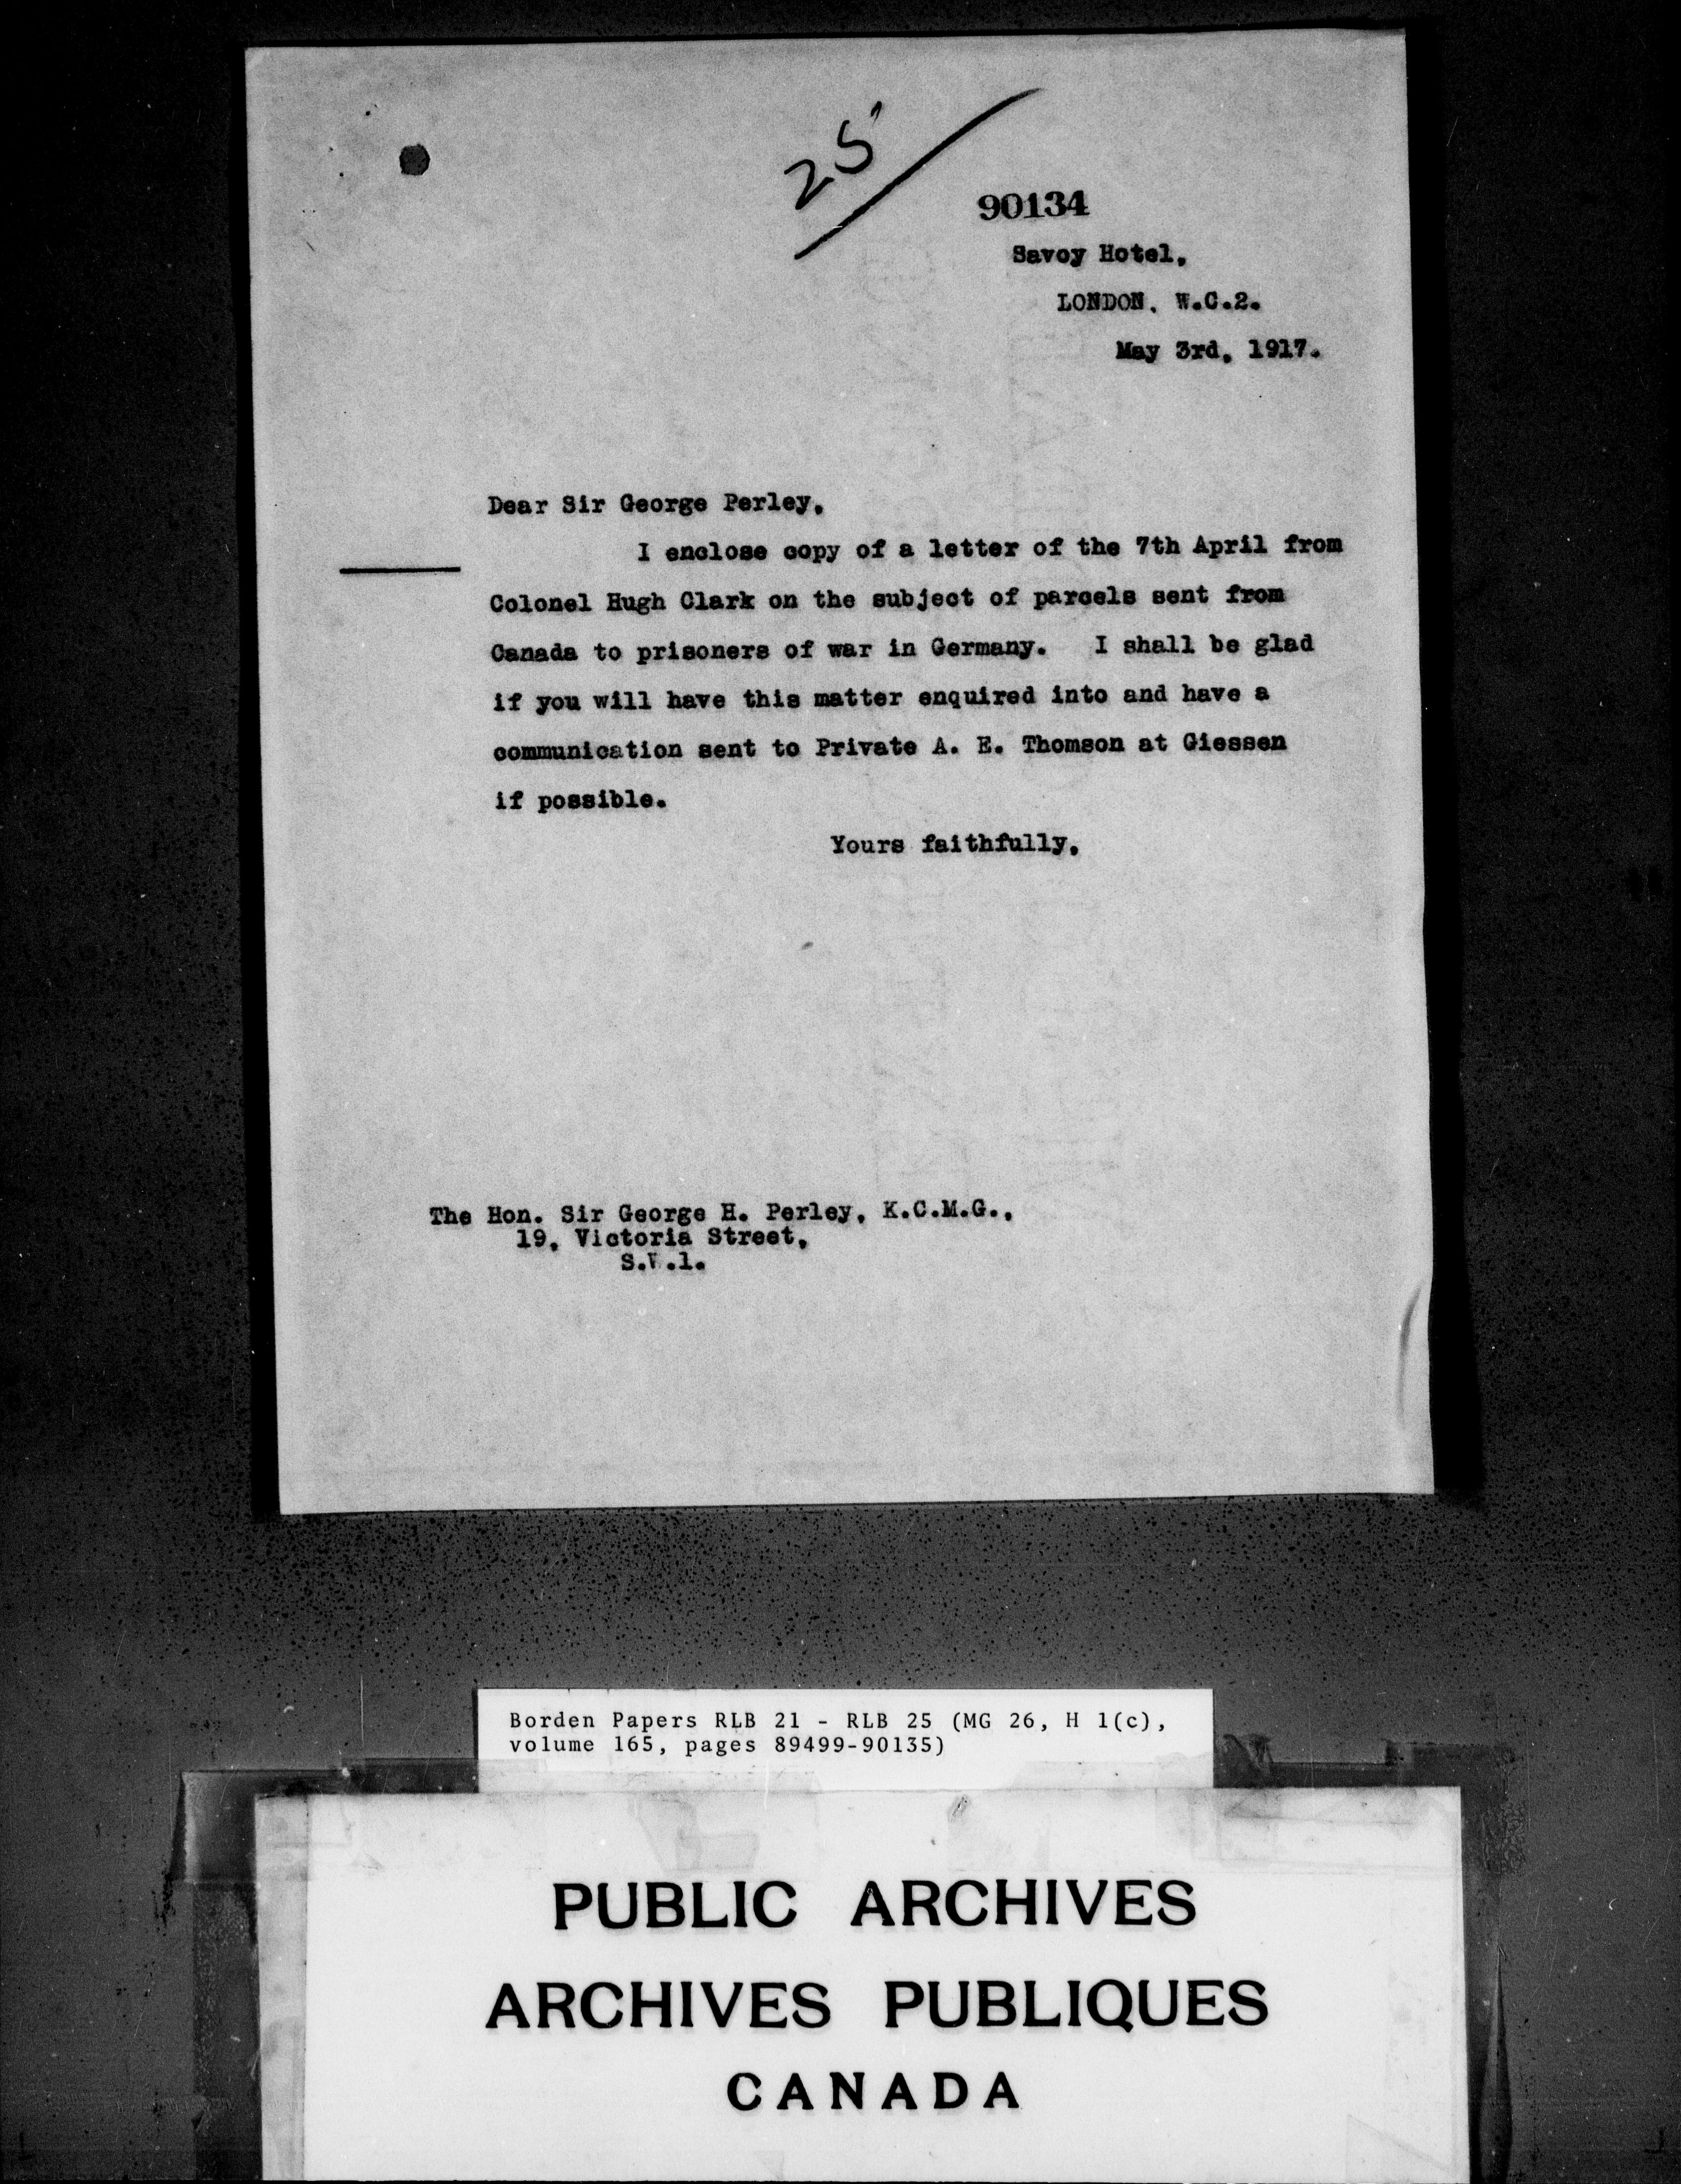 25
90134
Savoy Hotel,
LONDON, W.C.2.
May 3rd, 1917.
Dear Sir George Perley,
I enclose copy of a letter of the 7th April from
Colonel Hugh Clark on the subject of parcels sent from
Canada to prisoners of war in Germany. I shall be glad
if you will have this matter enquired into and have a
communication sent to Private A. E. Thomson at Giessen
if possible.
Yours faithfully,
The Hon. Sir George H. Perley, K.C.M.G.,
19, Victoria Street,
S.W.1.
Borden Papers RLB 21 - RLB 25 (MG 26, H 1(c),
volume 165, pages 89499-90135)
PUBLIC ARCHIVES
ARCHIVES PUBLIQUES
CANADA